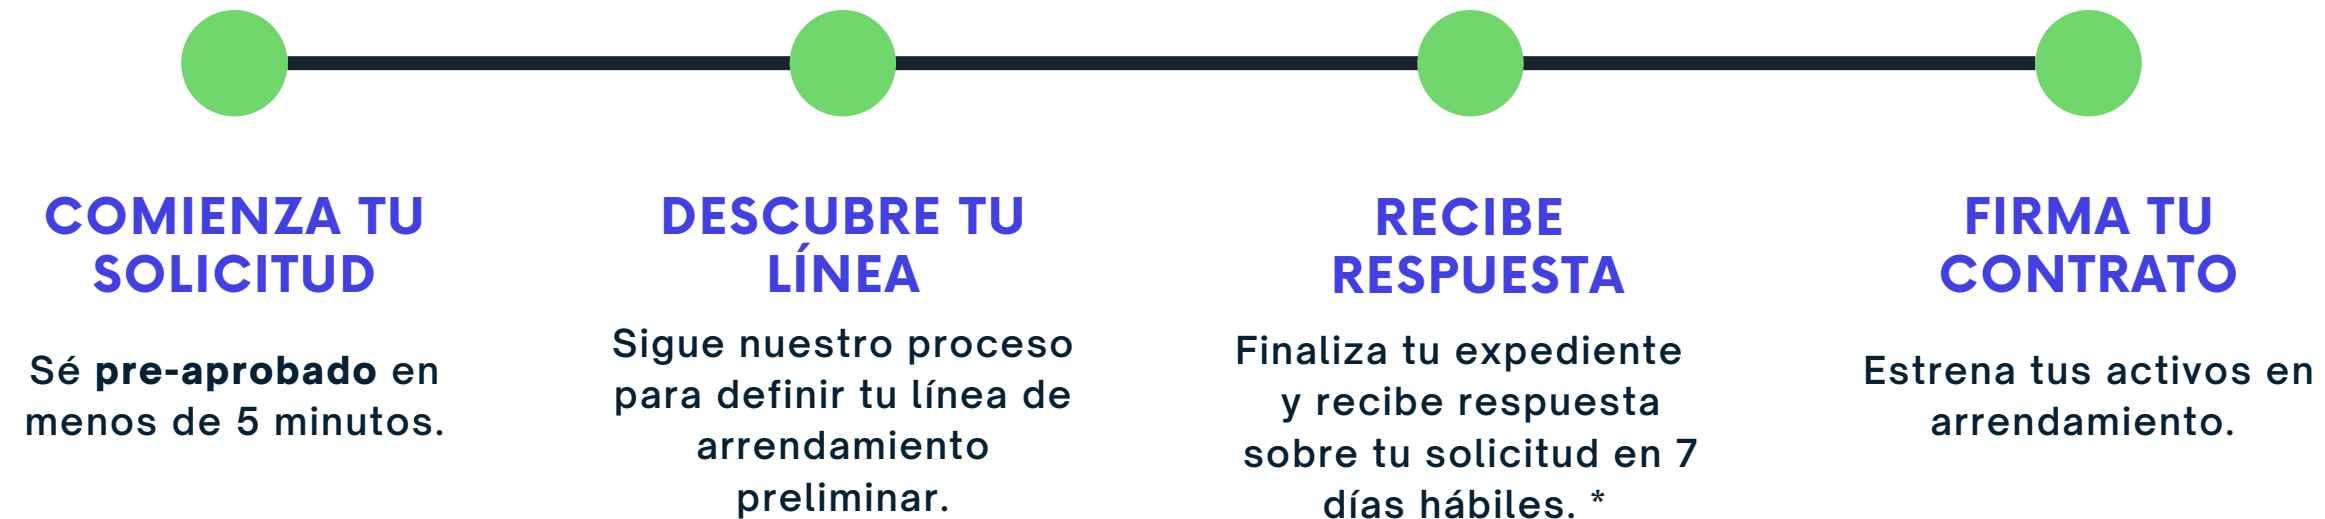 COMIENZA TU
SOLICITUD
Sé pre-aprobado en
menos de 5 minutos.
DESCUBRE TU
LÍNEA
Sigue nuestro proceso
para definir tu línea de
arrendamiento
preliminar.
RECIBE
RESPUESTA
Finaliza tu expediente
y recibe respuesta
sobre tu solicitud en 7
días hábiles. *
FIRMA TU
CONTRATO
Estrena tus activos en
arrendamiento.